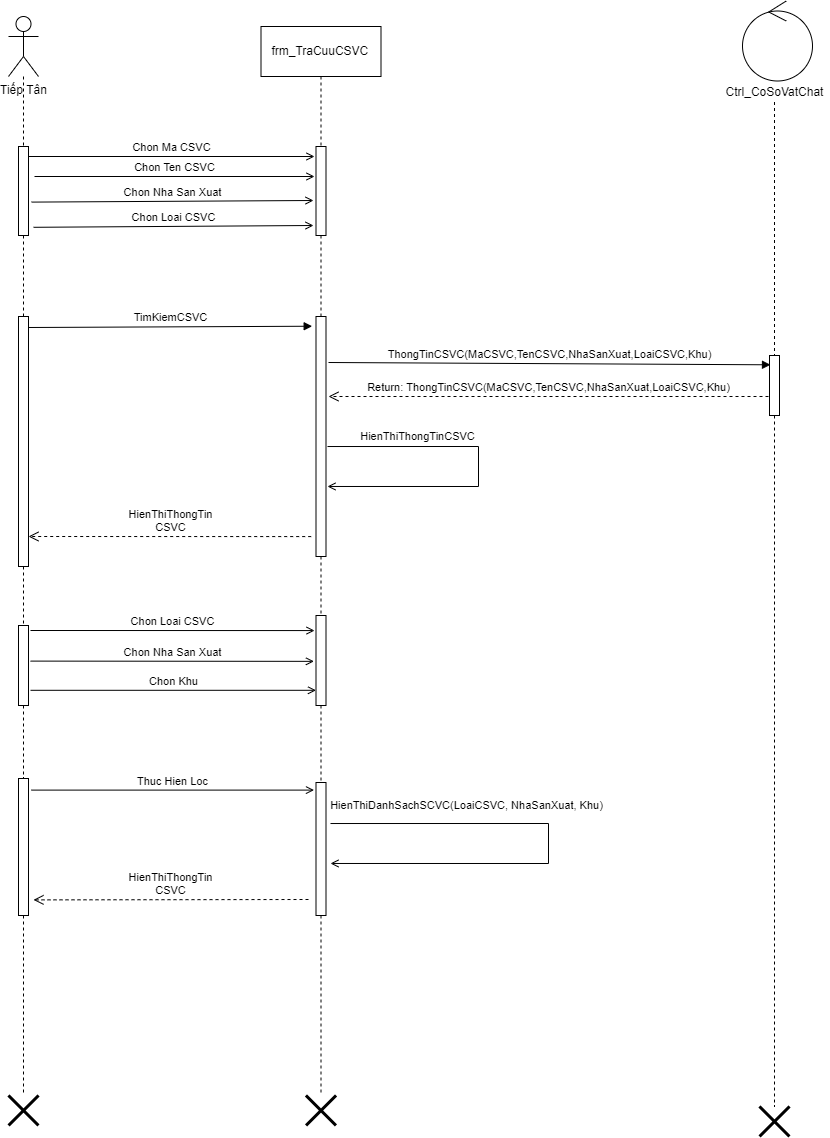 frm_TraCuuCSVC
Tiếp Tân
Ctrl_CoSoVatChat
Chon Ma CSVC
Chon Ten CSVC
Chon Nha San Xuat
Chon Loai CSVC
TimKiemCSVC
ThongTinCSVC(MaCSVC,TenCSVC,NhaSanXuat,LoaiCSVC,Khu)
Return: ThongTinCSVC(MaCSVC,TenCSVC,NhaSanXuat,LoaiCSVC,Khu)
HienThiThongTinCSVC
HienThiThongTin
CSVC
Chon Loai CSVC
Chon Nha San Xuat
Chon Khu
Thuc Hien Loc
HienThiDanhSachSCVC(LoaiCSVC, NhaSanXuat, Khu)
HienThiThongTin
CSVC